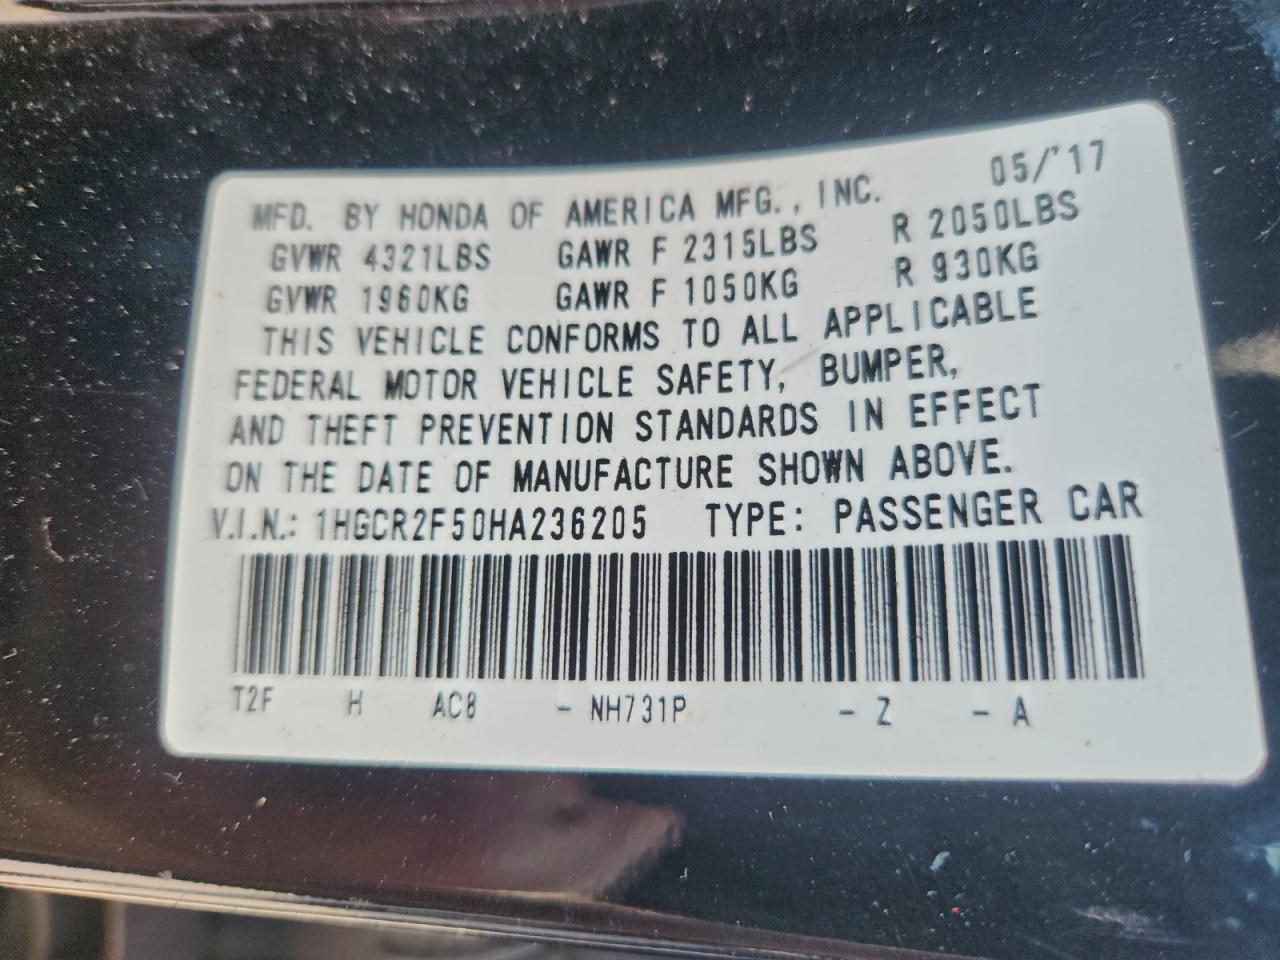 05/'17
MFD. BY HONDA OF AMERICA MFG., INC.
GVWR 4321LBS GAWR F 2315LBS R 2050LBS
GVWR 1960KG GAWR F 1050KG R 930KG
THIS VEHICLE CONFORMS TO ALL APPLICABLE
FEDERAL MOTOR VEHICLE SAFETY, BUMPER,
AND THEFT PREVENTION STANDARDS IN EFFECT
ON THE DATE OF MANUFACTURE SHOWN ABOVE.
V.I.N.: 1HGCR2F50HA236205 TYPE: PASSENGER CAR
T2F H AC8 - NH731P - Z - A